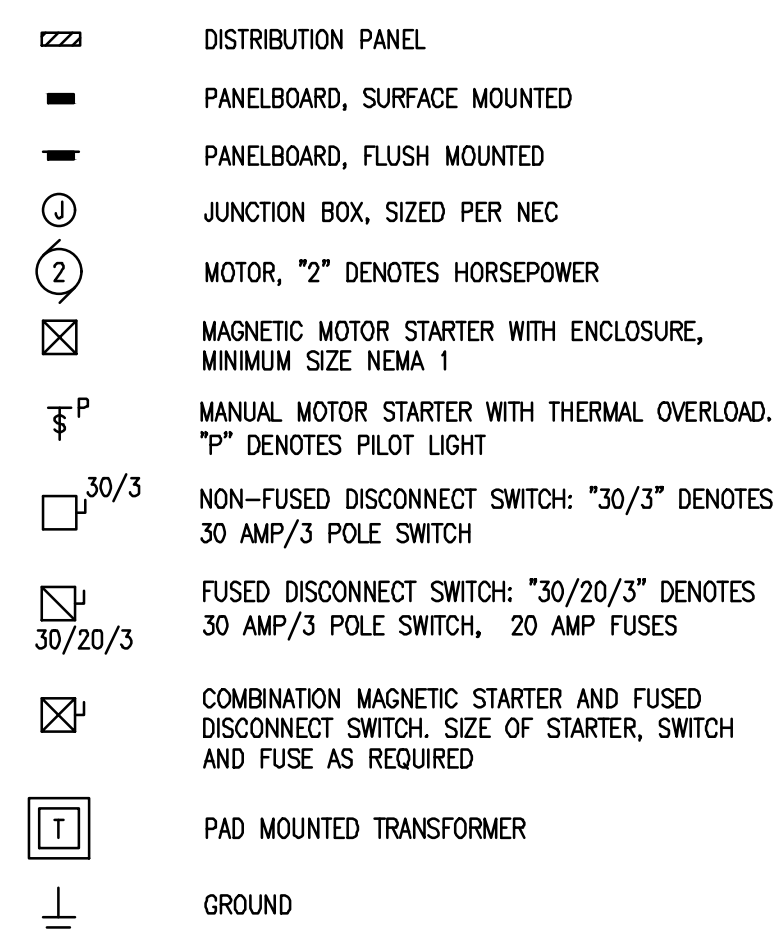 DISTRIBUTION PANEL
PANELBOARD, SURFACE MOUNTED
PANELBOARD, FLUSH MOUNTED
J JUNCTION BOX, SIZED PER NEC
2 MOTOR, "2" DENOTES HORSEPOWER
MAGNETIC MOTOR STARTER WITH ENCLOSURE,
MINIMUM SIZE NEMA 1
$ P MANUAL MOTOR STARTER WITH THERMAL OVERLOAD.
"P" DENOTES PILOT LIGHT
30/3 NON-FUSED DISCONNECT SWITCH: "30/3" DENOTES
30 AMP/3 POLE SWITCH
FUSED DISCONNECT SWITCH: "30/20/3" DENOTES
30/20/3 30 AMP/3 POLE SWITCH, 20 AMP FUSES
COMBINATION MAGNETIC STARTER AND FUSED
DISCONNECT SWITCH. SIZE OF STARTER, SWITCH
AND FUSE AS REQUIRED
T PAD MOUNTED TRANSFORMER
GROUND